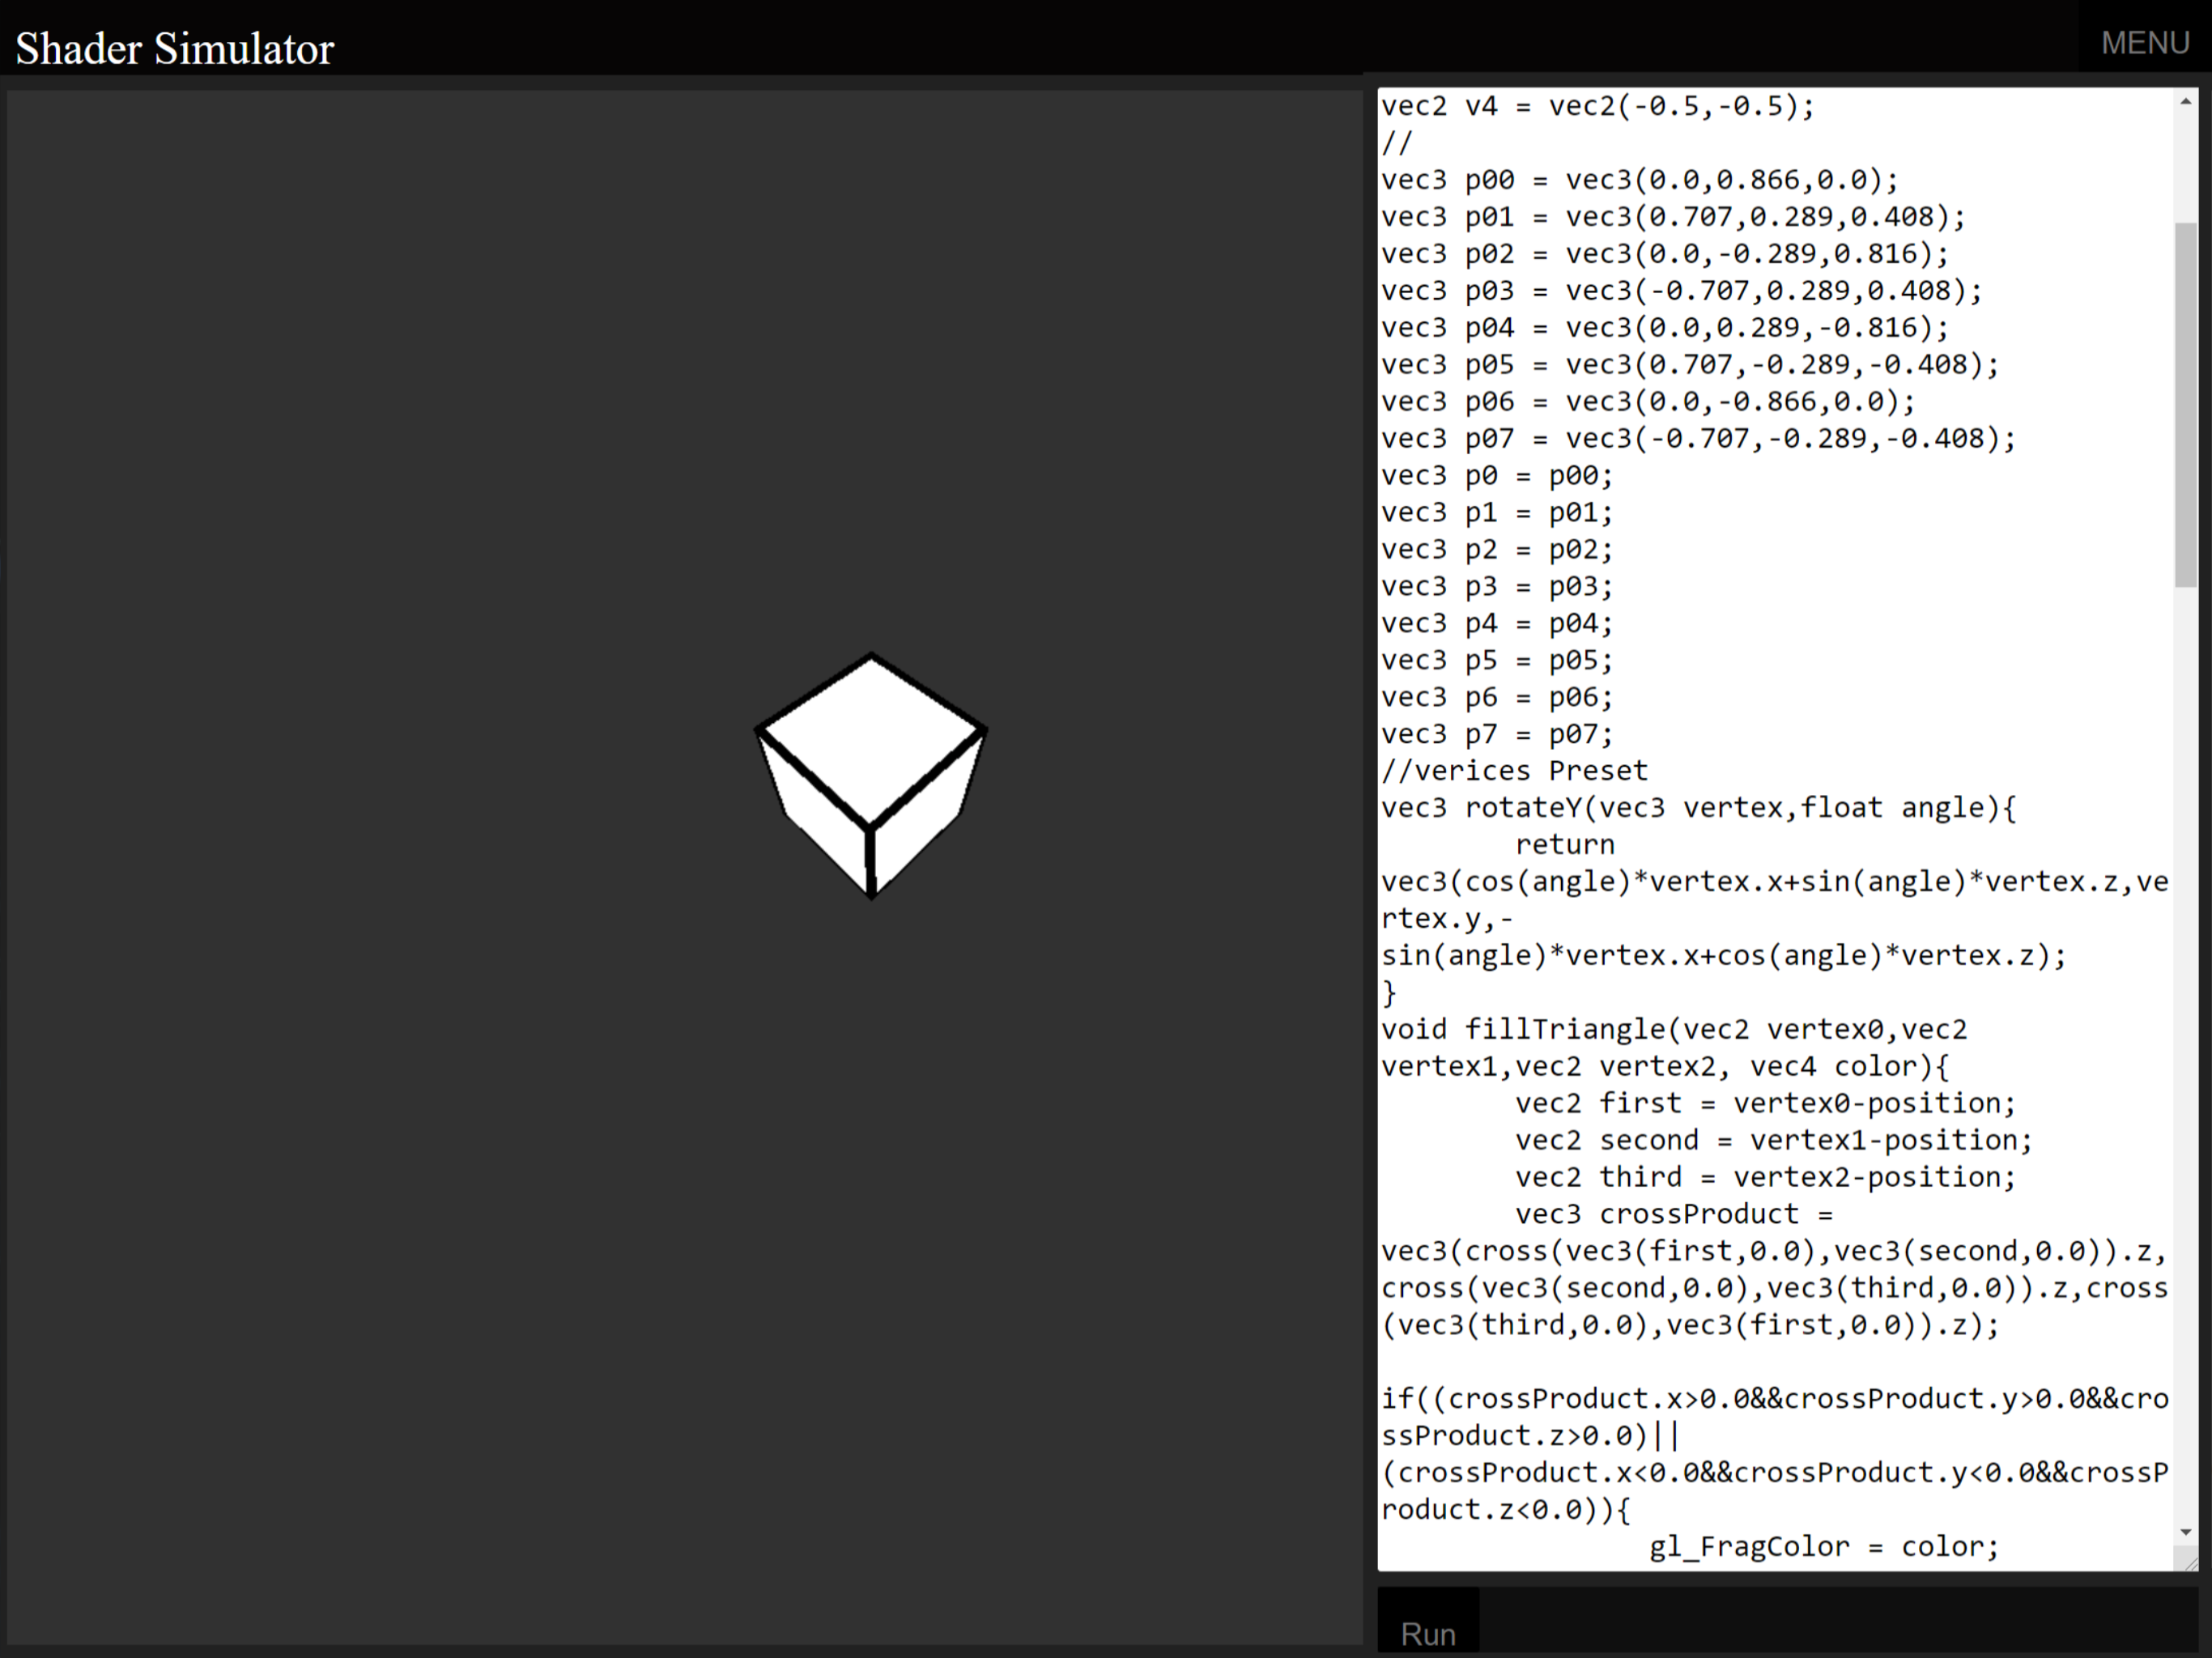 Shader Simulator
MENU
vec2 v4 = vec2(-0.5,-0.5);
//
vec3 p00 = vec3(0.0,0.866,0.0);
vec3 p01 = vec3(0.707,0.289,0.408);
vec3 p02 = vec3(0.0,-0.289,0.816);
vec3 p03 = vec3(-0.707,0.289,0.408);
vec3 p04 = vec3(0.0,0.289,-0.816);
vec3 p05 = vec3(0.707,-0.289,-0.408);
vec3 p06 = vec3(0.0,-0.866,0.0);
vec3 p07 = vec3(-0.707,-0.289,-0.408);
vec3 p0 = p00;
vec3 p1 = p01;
vec3 p2 = p02;
vec3 p3 = p03;
vec3 p4 = p04;
vec3 p5 = p05;
vec3 p6 = p06;
vec3 p7 = p07;
//verices Preset
vec3 rotateY(vec3 vertex,float angle){
return
vec3(cos(angle)*vertex.x+sin(angle)*vertex.z,ve
rtex.y,-
sin(angle)*vertex.x+cos(angle)*vertex.z);
}
void fillTriangle(vec2 vertex0,vec2
vertex1,vec2 vertex2, vec4 color){
vec2 first = vertex0-position;
vec2 second = vertex1-position;
vec2 third = vertex2-position;
vec3 crossProduct =
vec3(cross(vec3(first,0.0),vec3(second,0.0)).z,
cross(vec3(second,0.0),vec3(third,0.0)).z,cross
(vec3(third,0.0),vec3(first,0.0)).z);
if((crossProduct.x>0.0&&crossProduct.y>0.0&&cro
ssProduct.z>0.0)||
(crossProduct.x<0.0&&crossProduct.y<0.0&&crossP
roduct.z<0.0)){
gl_FragColor = color;
Run